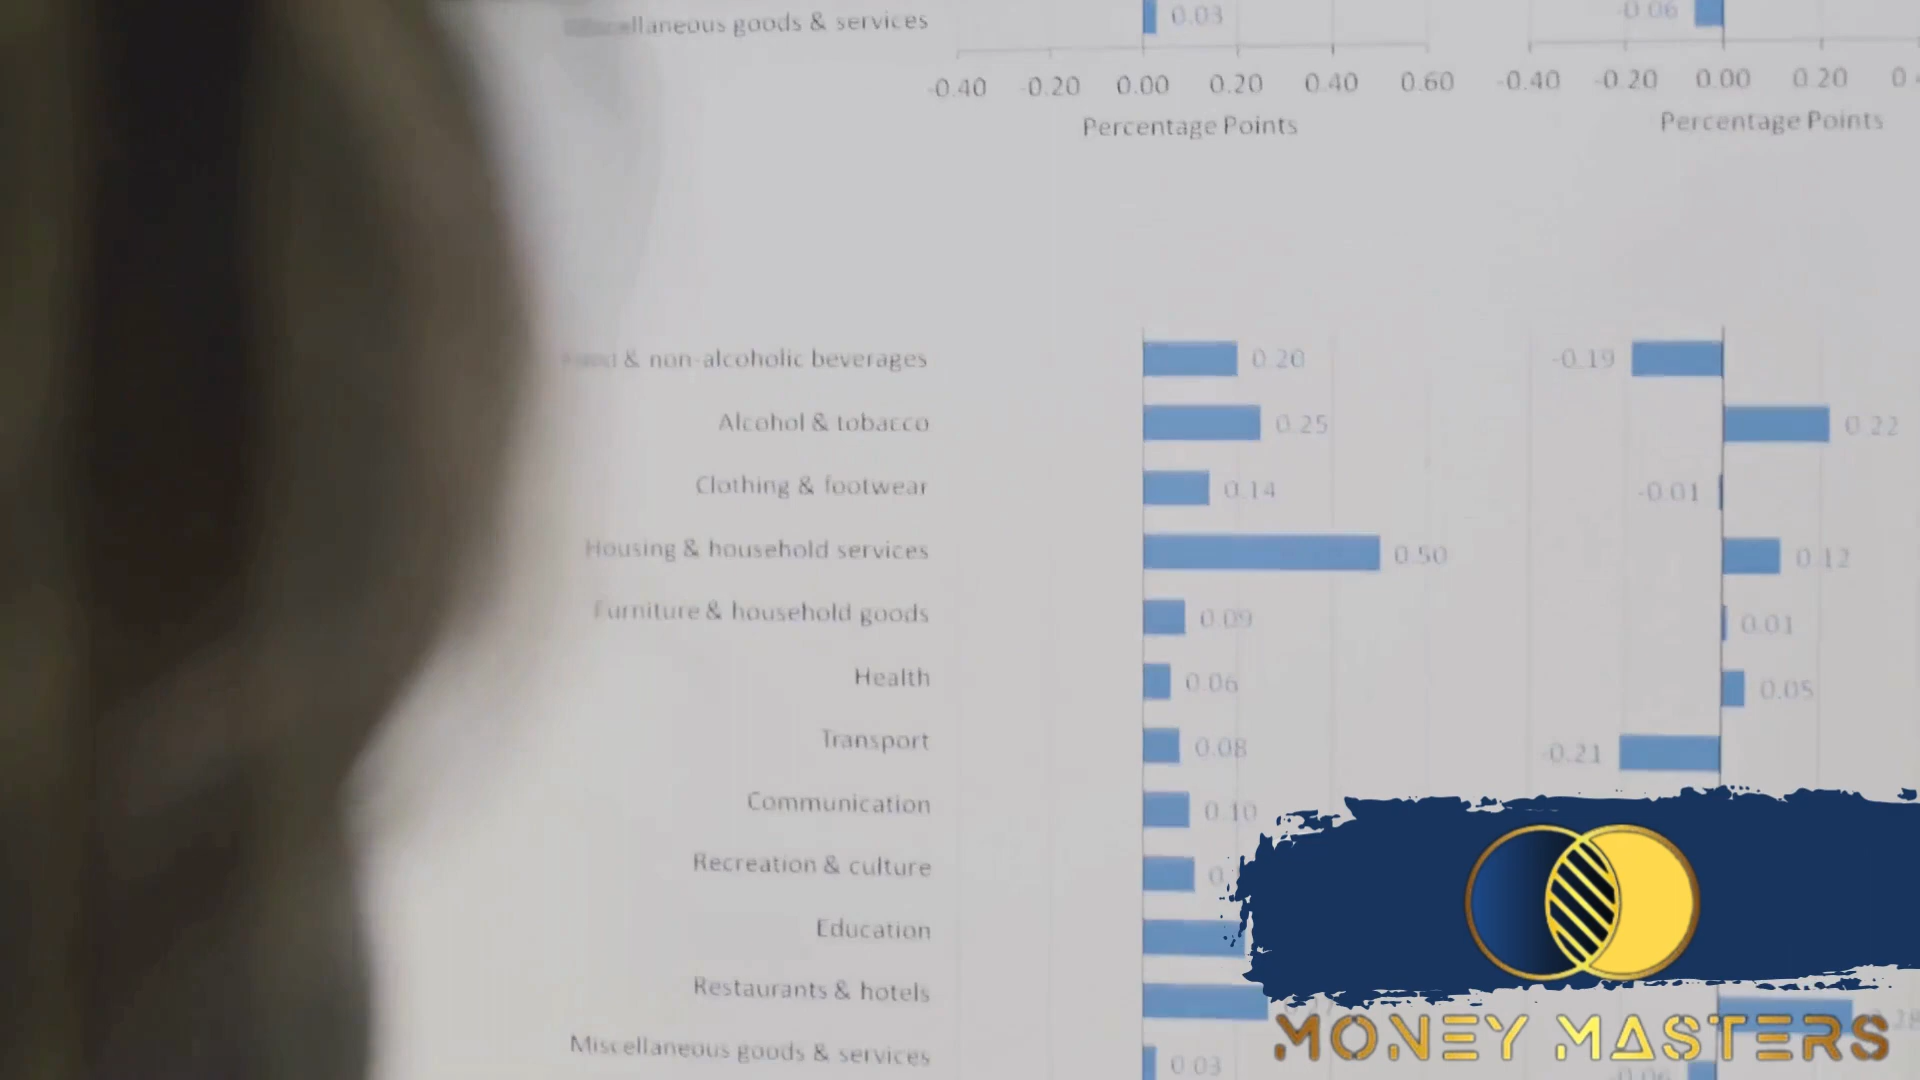 goods & services 0.03 -0.06
-0.40 -0.20 0.00 0.20 0.40 0.60 -0.40 -0.20 0.00 0.20
Percentage Points Percentage Points
& non-alcoholic beverages 0.20 -0.19
Alcohol & tobacco 0.25 0.22
Clothing & footwear 0.14 -0.01
Housing & household services 0.50 0.12
Furniture & household goods 0.09 0.01
Health 0.06 0.05
Transport 0.08 -0.21
Communication 0.10
Recreation & culture
Education
Restaurants & hotels
Miscellaneous goods & services 0.03 -0.06
MONEY MASTERS